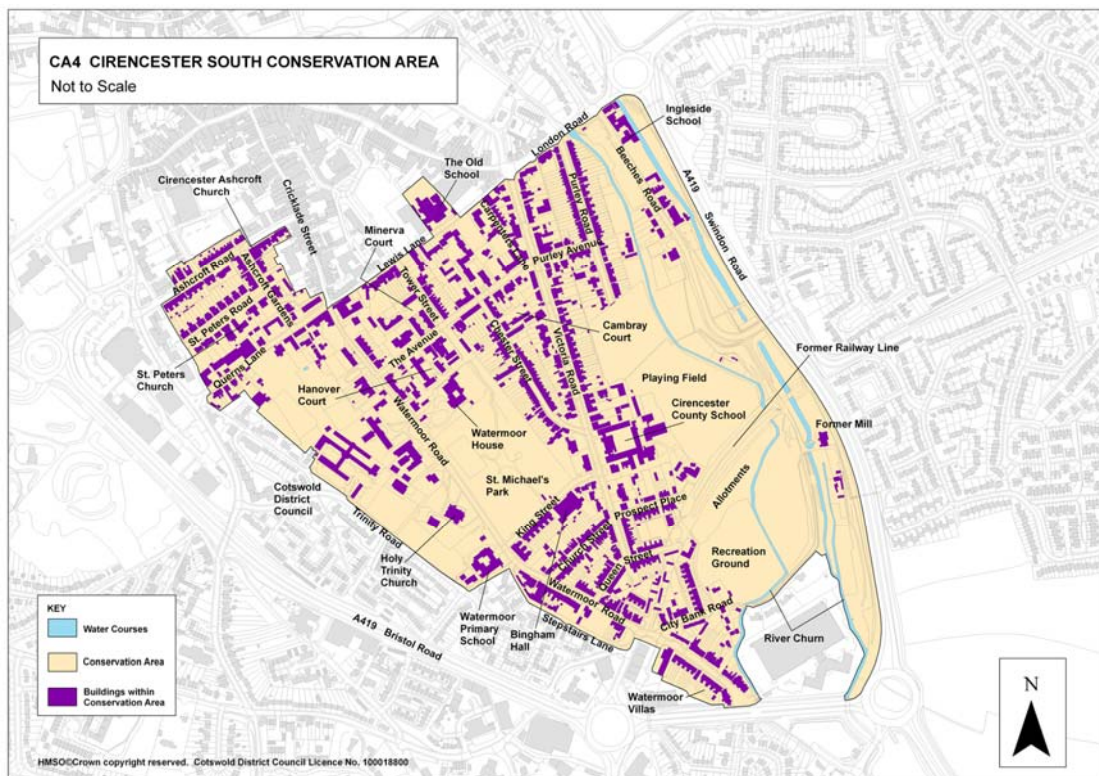 CA4 CIRENCESTER SOUTH CONSERVATION AREA
Not to Scale
Ingleside
School
London Road
The Old
School
Cirencester Ashcroft
Church
Cricklade Street
Minerva
Court
Lewis Lane
Carpenters Lane
Purley Road
Beeches Road
A419 Swindon Road
Purley Avenue
Ashcroft Road
Ashcroft Gardens
St. Peters Road
Tower Street
The Avenue
Chester Street
Victoria Road
Cambray
Court
Former Railway Line
St. Peters
Church
Querns Lane
Hanover
Court
Watermoor Road
Watermoor
House
Playing Field
Cirencester
County School
Former Mill
St. Michael's
Park
Allotments
Cotswold
District
Council
Trinity Road
King Street
Church Street
Prospect Place
Queen Street
Holy
Trinity
Church
Recreation
Ground
Watermoor
Primary
School
Bingham
Hall
Watermoor Road
Stepstairs Lane
City Bank Road
River Churn
A419 Bristol Road
Watermoor
Villas
KEY
Water Courses
Conservation Area
Buildings within
Conservation Area
N
HMSO©Crown copyright reserved. Cotswold District Council Licence No. 100018800